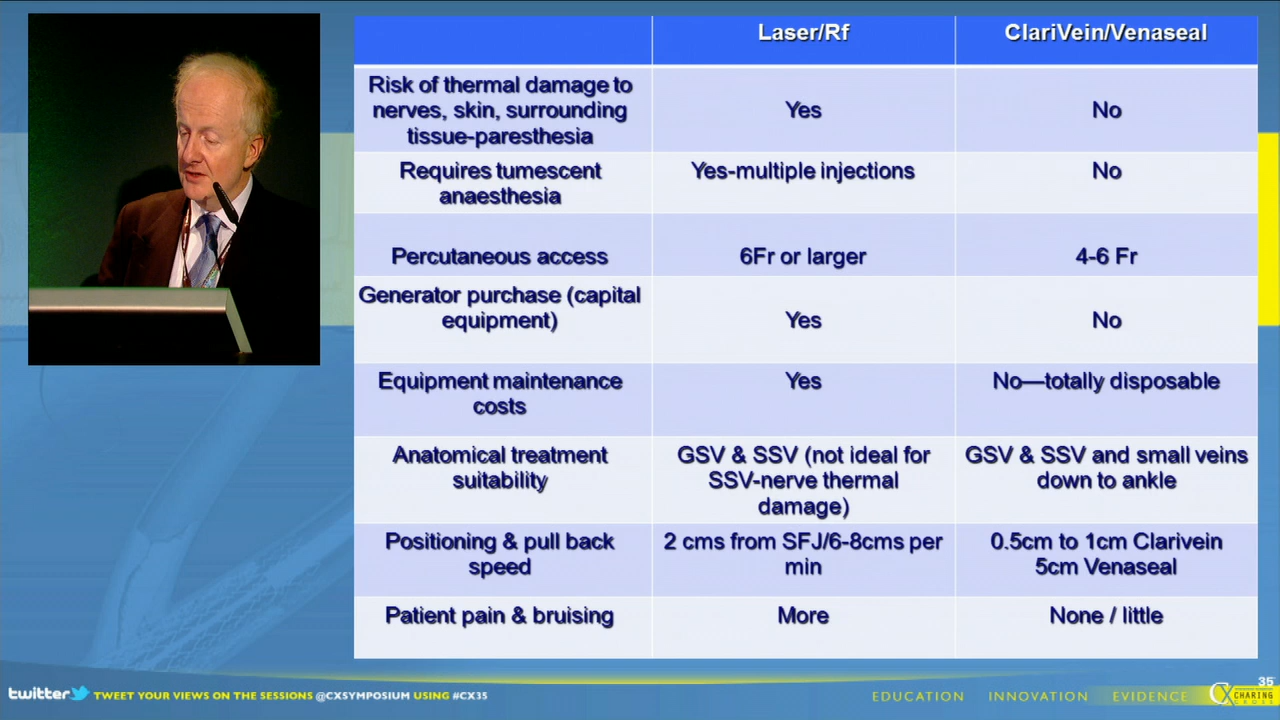 Laser/Rf
ClariVein/Venaseal
Risk of thermal damage to
nerves, skin, surrounding
tissue-paresthesia
Yes
No
Requires tumescent
anaesthesia
Yes-multiple injections
No
Percutaneous access
6Fr or larger
4-6 Fr
Generator purchase (capital
equipment)
Yes
No
Equipment maintenance
costs
Yes
No—totally disposable
Anatomical treatment
suitability
GSV & SSV (not ideal for
SSV-nerve thermal
damage)
GSV & SSV and small veins
down to ankle
Positioning & pull back
speed
2 cms from SFJ/6-8cms per
min
0.5cm to 1cm Clarivein
5cm Venaseal
Patient pain & bruising
More
None / little
twitter TWEET YOUR VIEWS ON THE SESSIONS @CXSYMPOSIUM USING #CX35
EDUCATION INNOVATION EVIDENCE
35
CX CHARING
CROSS